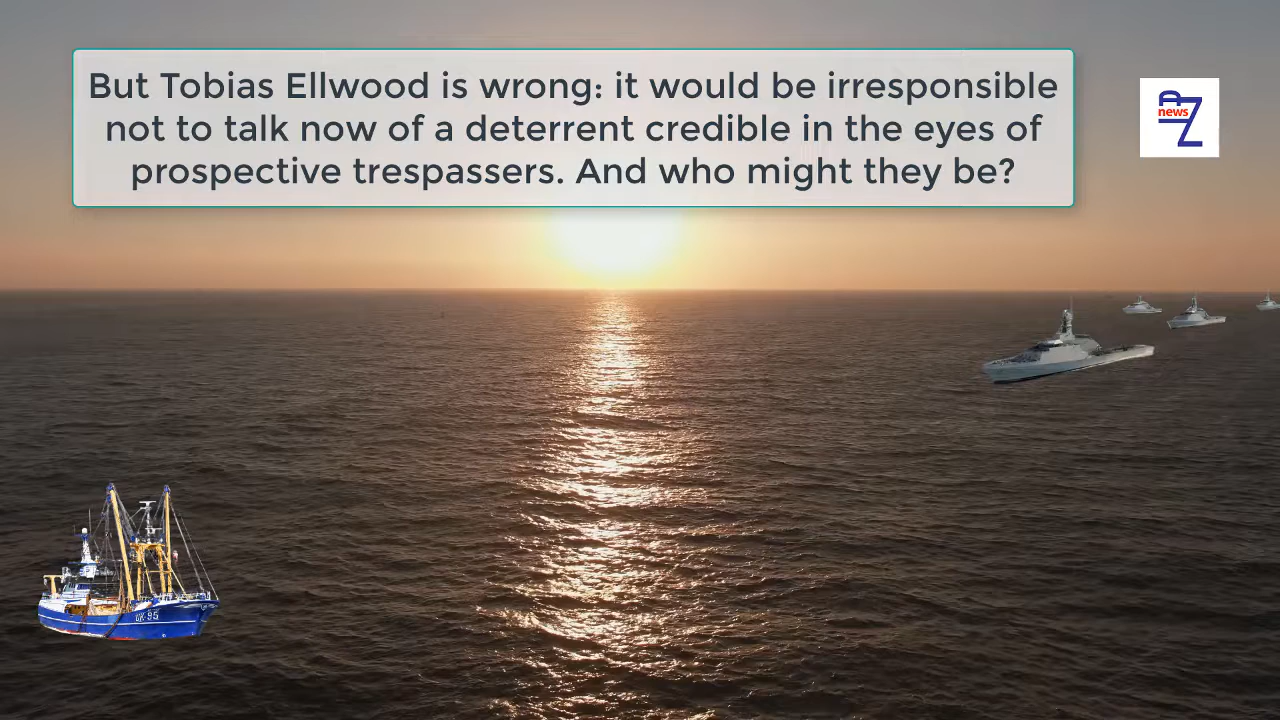 But Tobias Ellwood is wrong: it would be irresponsible
not to talk now of a deterrent credible in the eyes of
prospective trespassers. And who might they be?
AZ
news